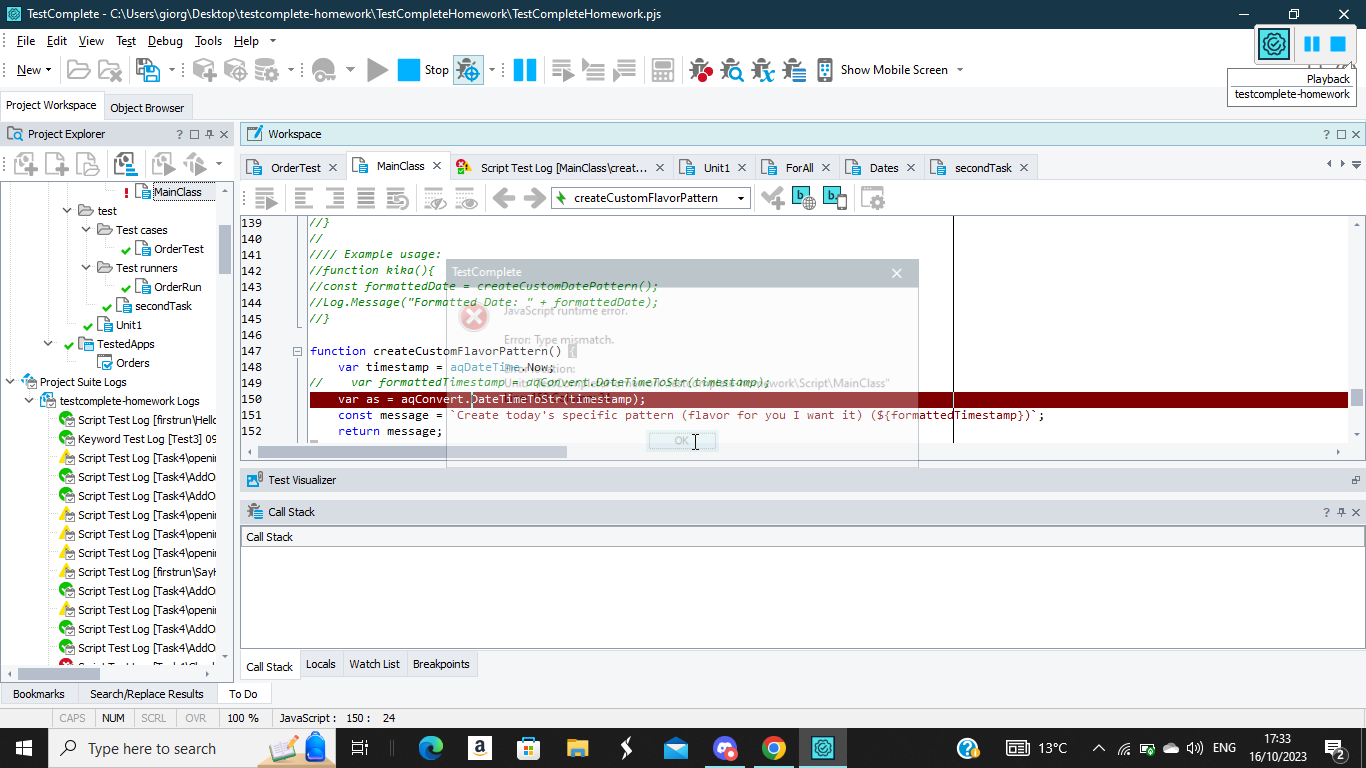 TestComplete - C:\Users\giorg\Desktop\testcomplete-homework\TestCompleteHomework\TestCompleteHomework.pjs
File Edit View Test Debug Tools Help
New Stop Show Mobile Screen
Playback
testcomplete-homework
Project Workspace Object Browser
Project Explorer
Workspace
OrderTest MainClass Script Test Log [MainClass\creat... Unit1 ForAll Dates secondTask
createCustomFlavorPattern
MainClass
test
Test cases
OrderTest
Test runners
OrderRun
secondTask
Unit1
TestedApps
Orders
Project Suite Logs
testcomplete-homework Logs
Script Test Log [firstrun\Hello
Keyword Test Log [Test3] 09
Script Test Log [Task4\openi
Script Test Log [Task4\AddO
Script Test Log [Task4\AddO
Script Test Log [Task4\openi
Script Test Log [Task4\openi
Script Test Log [Task4\openi
Script Test Log [firstrun\SayH
Script Test Log [Task4\AddO
Script Test Log [Task4\openi
Script Test Log [Task4\AddO
Script Test Log [Task4\AddO
139 //}
140 //
141 //// Example usage:
142 //function kika(){
143 //const formattedDate = createCustomDatePattern();
144 //Log.Message("Formatted Date: " + formattedDate);
145 //}
146
147 function createCustomFlavorPattern() {
148 var timestamp = aqDateTime.Now;
149 // var formattedTimestamp = aqConvert.DateTimeToStr(timestamp);
150 var as = aqConvert.DateTimeToStr(timestamp);
151 const message = `Create today's specific pattern (flavor for you I want it) (${formattedTimestamp})`;
152 return message;
TestComplete
JavaScript runtime error.
Error: Type mismatch.
OK
Test Visualizer
Call Stack
Call Stack
Call Stack Locals Watch List Breakpoints
Bookmarks Search/Replace Results To Do
CAPS NUM SCRL OVR 100 % JavaScript : 150 : 24
Type here to search
13°C ENG 17:33
16/10/2023
2